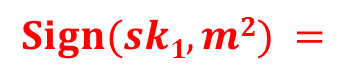 Sign(sk₁, m²) =